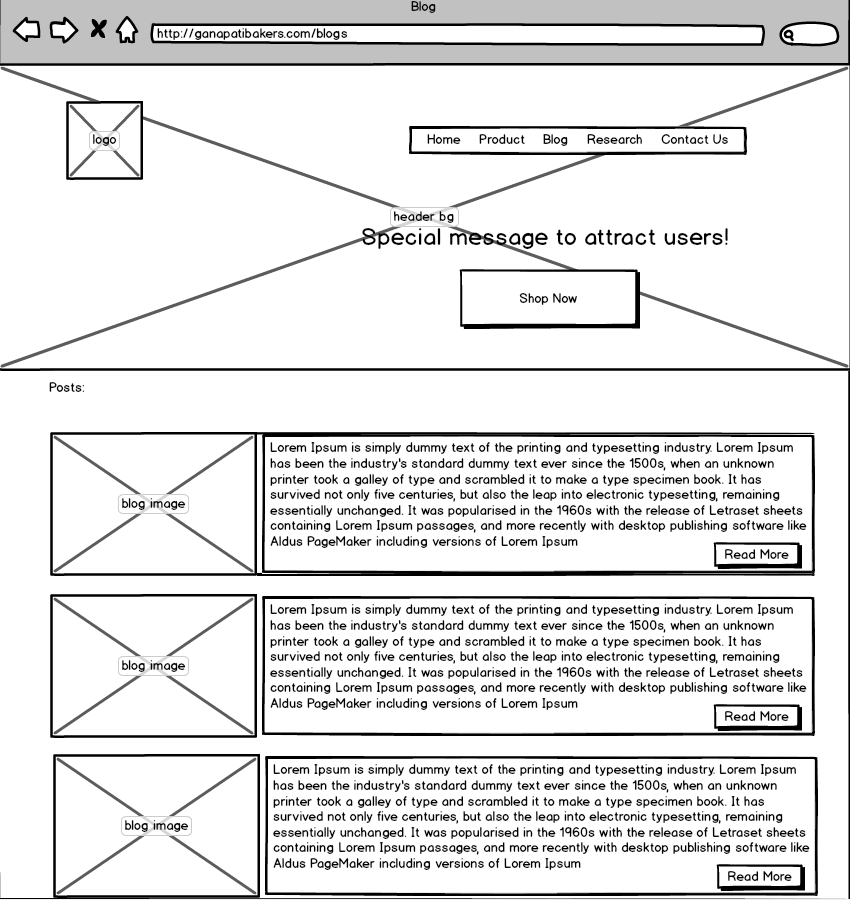 Blog
http://ganapatibakers.com/blogs
logo
Home Product Blog Research Contact Us
header bg
Special message to attract users!
Shop Now
Posts:
blog image
Lorem Ipsum is simply dummy text of the printing and typesetting industry. Lorem Ipsum
has been the industry's standard dummy text ever since the 1500s, when an unknown
printer took a galley of type and scrambled it to make a type specimen book. It has
survived not only five centuries, but also the leap into electronic typesetting, remaining
essentially unchanged. It was popularised in the 1960s with the release of Letraset sheets
containing Lorem Ipsum passages, and more recently with desktop publishing software like
Aldus PageMaker including versions of Lorem Ipsum
Read More
blog image
Lorem Ipsum is simply dummy text of the printing and typesetting industry. Lorem Ipsum
has been the industry's standard dummy text ever since the 1500s, when an unknown
printer took a galley of type and scrambled it to make a type specimen book. It has
survived not only five centuries, but also the leap into electronic typesetting, remaining
essentially unchanged. It was popularised in the 1960s with the release of Letraset sheets
containing Lorem Ipsum passages, and more recently with desktop publishing software like
Aldus PageMaker including versions of Lorem Ipsum
Read More
blog image
Lorem Ipsum is simply dummy text of the printing and typesetting industry. Lorem Ipsum
has been the industry's standard dummy text ever since the 1500s, when an unknown
printer took a galley of type and scrambled it to make a type specimen book. It has
survived not only five centuries, but also the leap into electronic typesetting, remaining
essentially unchanged. It was popularised in the 1960s with the release of Letraset sheets
containing Lorem Ipsum passages, and more recently with desktop publishing software like
Aldus PageMaker including versions of Lorem Ipsum
Read More